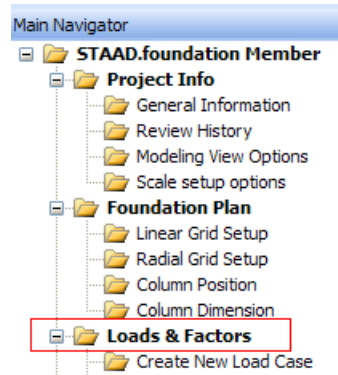 Main Navigator
STAAD.foundation Member
Project Info
General Information
Review History
Modeling View Options
Scale setup options
Foundation Plan
Linear Grid Setup
Radial Grid Setup
Column Position
Column Dimension
Loads & Factors
Create New Load Case